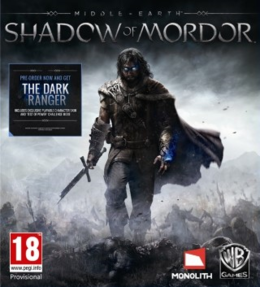 MIDDLE-EARTH
SHADOW OF MORDOR
PRE-ORDER NOW AND GET
THE DARK
RANGER
18
www.pegi.info
Provisional
MONOLITH
WB
GAMES